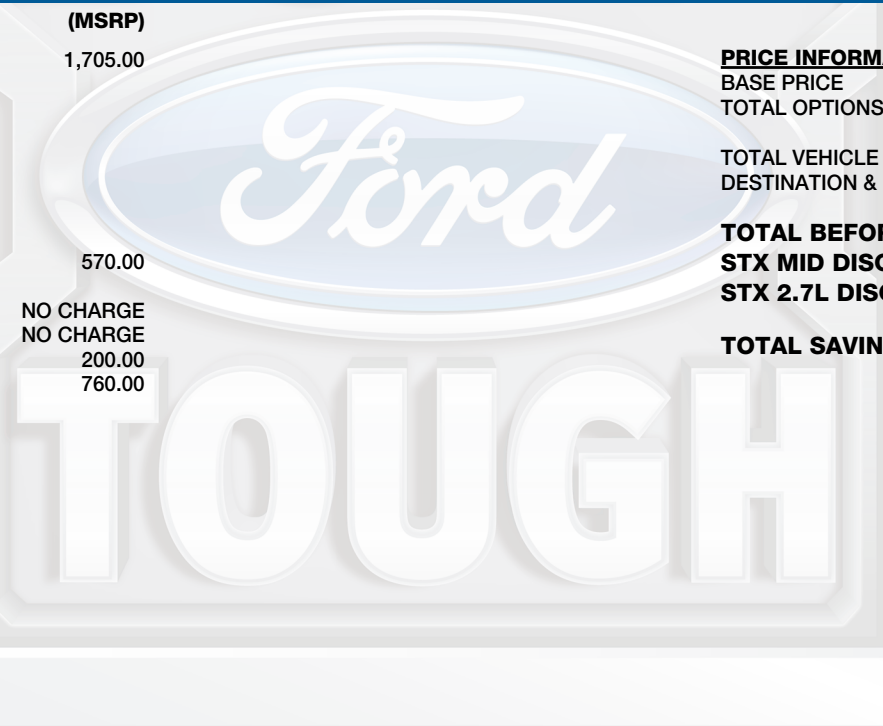 (MSRP)
1,705.00
570.00
NO CHARGE
NO CHARGE
200.00
760.00
PRICE INFORMA
BASE PRICE
TOTAL OPTIONS
TOTAL VEHICLE
DESTINATION &
TOTAL BEFOR
STX MID DISC
STX 2.7L DISC
TOTAL SAVIN
Ford
TOUGH